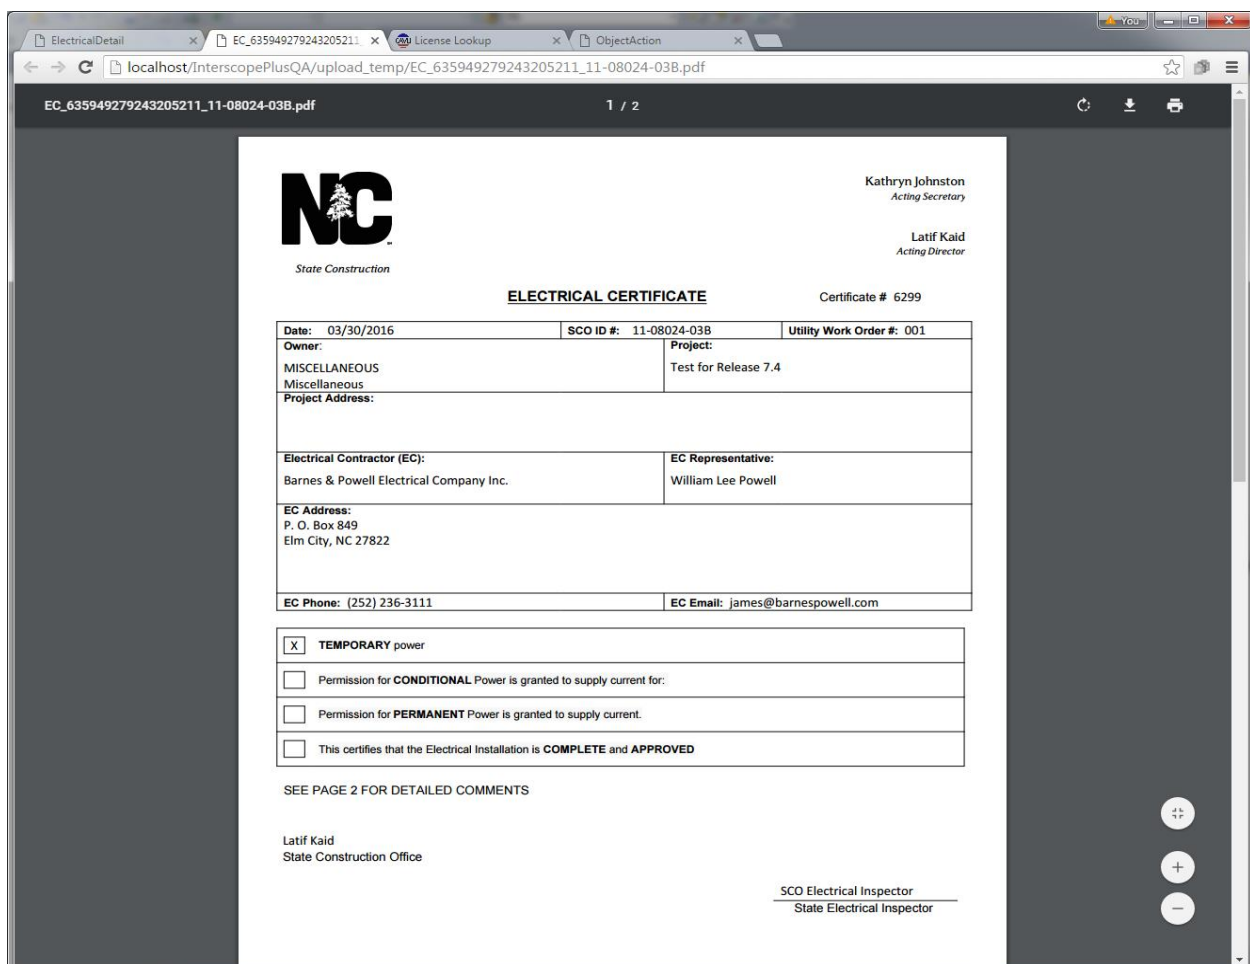 You
ElectricalDetail
EC_635949279243205211_
License Lookup
ObjectAction
localhost/InterscopePlusQA/upload_temp/EC_635949279243205211_11-08024-03B.pdf
EC_635949279243205211_11-08024-03B.pdf
1 / 2
NC
State Construction
Kathryn Johnston
Acting Secretary
Latif Kaid
Acting Director
ELECTRICAL CERTIFICATE
Certificate # 6299
Date: 03/30/2016 SCO ID #: 11-08024-03B Utility Work Order #: 001
Owner: Project:
MISCELLANEOUS Test for Release 7.4
Miscellaneous
Project Address:
Electrical Contractor (EC): EC Representative:
Barnes & Powell Electrical Company Inc. William Lee Powell
EC Address:
P. O. Box 849
Elm City, NC 27822
EC Phone: (252) 236-3111 EC Email: james@barnespowell.com
X TEMPORARY power
Permission for CONDITIONAL Power is granted to supply current for:
Permission for PERMANENT Power is granted to supply current.
This certifies that the Electrical Installation is COMPLETE and APPROVED
SEE PAGE 2 FOR DETAILED COMMENTS
Latif Kaid
State Construction Office
SCO Electrical Inspector
State Electrical Inspector